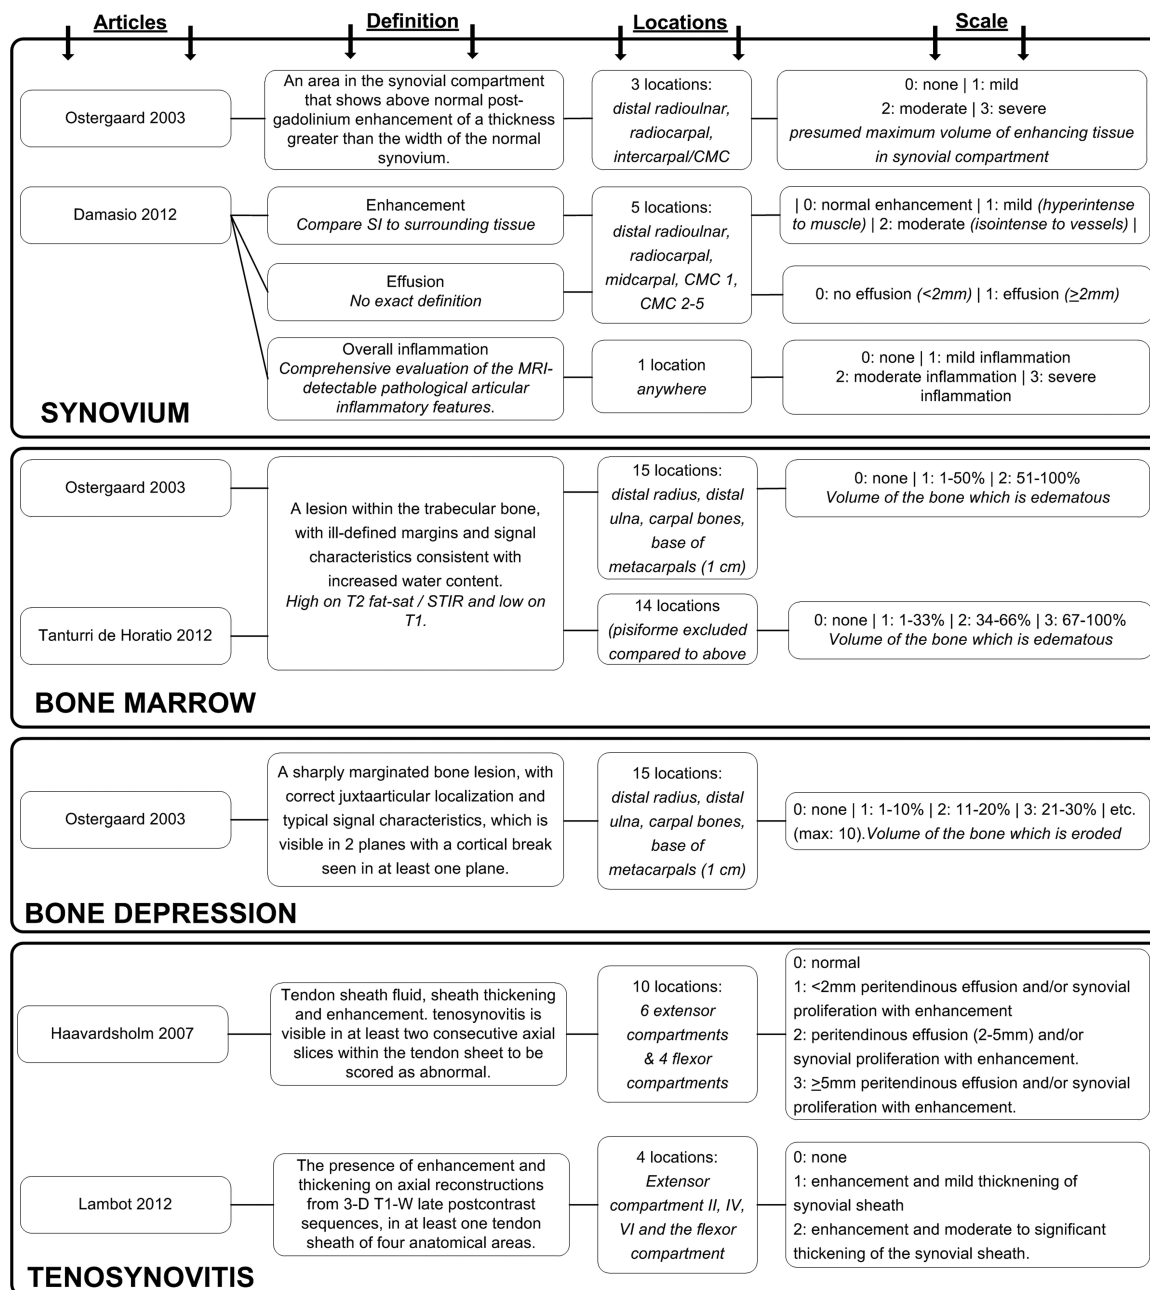 Articles
Definition
Locations
Scale
Ostergaard 2003
An area in the synovial compartment
that shows above normal post-
gadolinium enhancement of a thickness
greater than the width of the normal
synovium.
3 locations:
distal radioulnar,
radiocarpal,
intercarpal/CMC
0: none | 1: mild
2: moderate | 3: severe
presumed maximum volume of enhancing tissue
in synovial compartment
Damasio 2012
Enhancement
Compare SI to surrounding tissue
5 locations:
distal radioulnar,
radiocarpal,
midcarpal, CMC 1,
CMC 2-5
| 0: normal enhancement | 1: mild (hyperintense
to muscle) | 2: moderate (isointense to vessels) |
Effusion
No exact definition
0: no effusion (<2mm) | 1: effusion (≥2mm)
Overall inflammation
Comprehensive evaluation of the MRI-
detectable pathological articular
inflammatory features.
1 location
anywhere
0: none | 1: mild inflammation
2: moderate inflammation | 3: severe
inflammation
SYNOVIUM
Ostergaard 2003
A lesion within the trabecular bone,
with ill-defined margins and signal
characteristics consistent with
increased water content.
High on T2 fat-sat / STIR and low on
T1.
15 locations:
distal radius, distal
ulna, carpal bones,
base of
metacarpals (1 cm)
0: none | 1: 1-50% | 2: 51-100%
Volume of the bone which is edematous
Tanturri de Horatio 2012
14 locations
(pisiforme excluded
compared to above
0: none | 1: 1-33% | 2: 34-66% | 3: 67-100%
Volume of the bone which is edematous
BONE MARROW
Ostergaard 2003
A sharply marginated bone lesion, with
correct juxtaarticular localization and
typical signal characteristics, which is
visible in 2 planes with a cortical break
seen in at least one plane.
15 locations:
distal radius, distal
ulna, carpal bones,
base of
metacarpals (1 cm)
0: none | 1: 1-10% | 2: 11-20% | 3: 21-30% | etc.
(max: 10).Volume of the bone which is eroded
BONE DEPRESSION
Haavardsholm 2007
Tendon sheath fluid, sheath thickening
and enhancement. tenosynovitis is
visible in at least two consecutive axial
slices within the tendon sheet to be
scored as abnormal.
10 locations:
6 extensor
compartments
& 4 flexor
compartments
0: normal
1: <2mm peritendinous effusion and/or synovial
proliferation with enhancement
2: peritendinous effusion (2-5mm) and/or
synovial proliferation with enhancement.
3: ≥5mm peritendinous effusion and/or synovial
proliferation with enhancement.
Lambot 2012
The presence of enhancement and
thickening on axial reconstructions
from 3-D T1-W late postcontrast
sequences, in at least one tendon
sheath of four anatomical areas.
4 locations:
Extensor
compartment II, IV,
VI and the flexor
compartment
0: none
1: enhancement and mild thicknening of
synovial sheath
2: enhancement and moderate to significant
thickening of the synovial sheath.
TENOSYNOVITIS